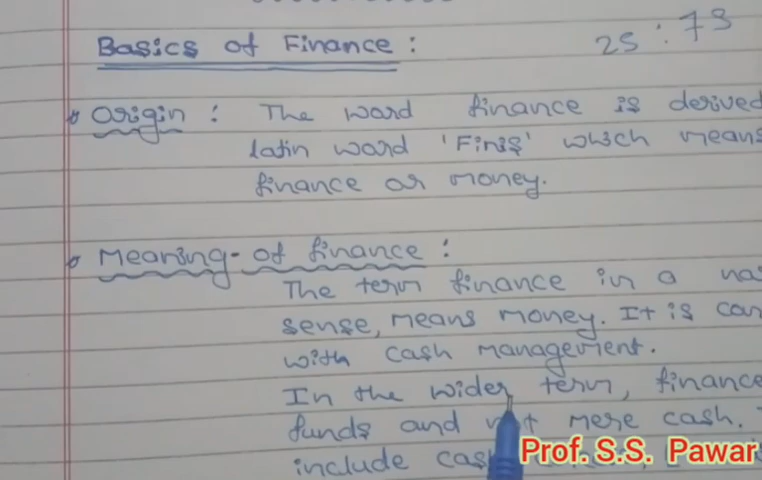 Basics of Finance :
25:73
Origin : The word finance is derived
latin word 'Finis' which means
finance or money.
Meaning- of finance :
The term finance in a
sense, means money. It is
with cash management.
In the wider term, finance
funds and not mere cash.
include
Prof. S.S. Pawar